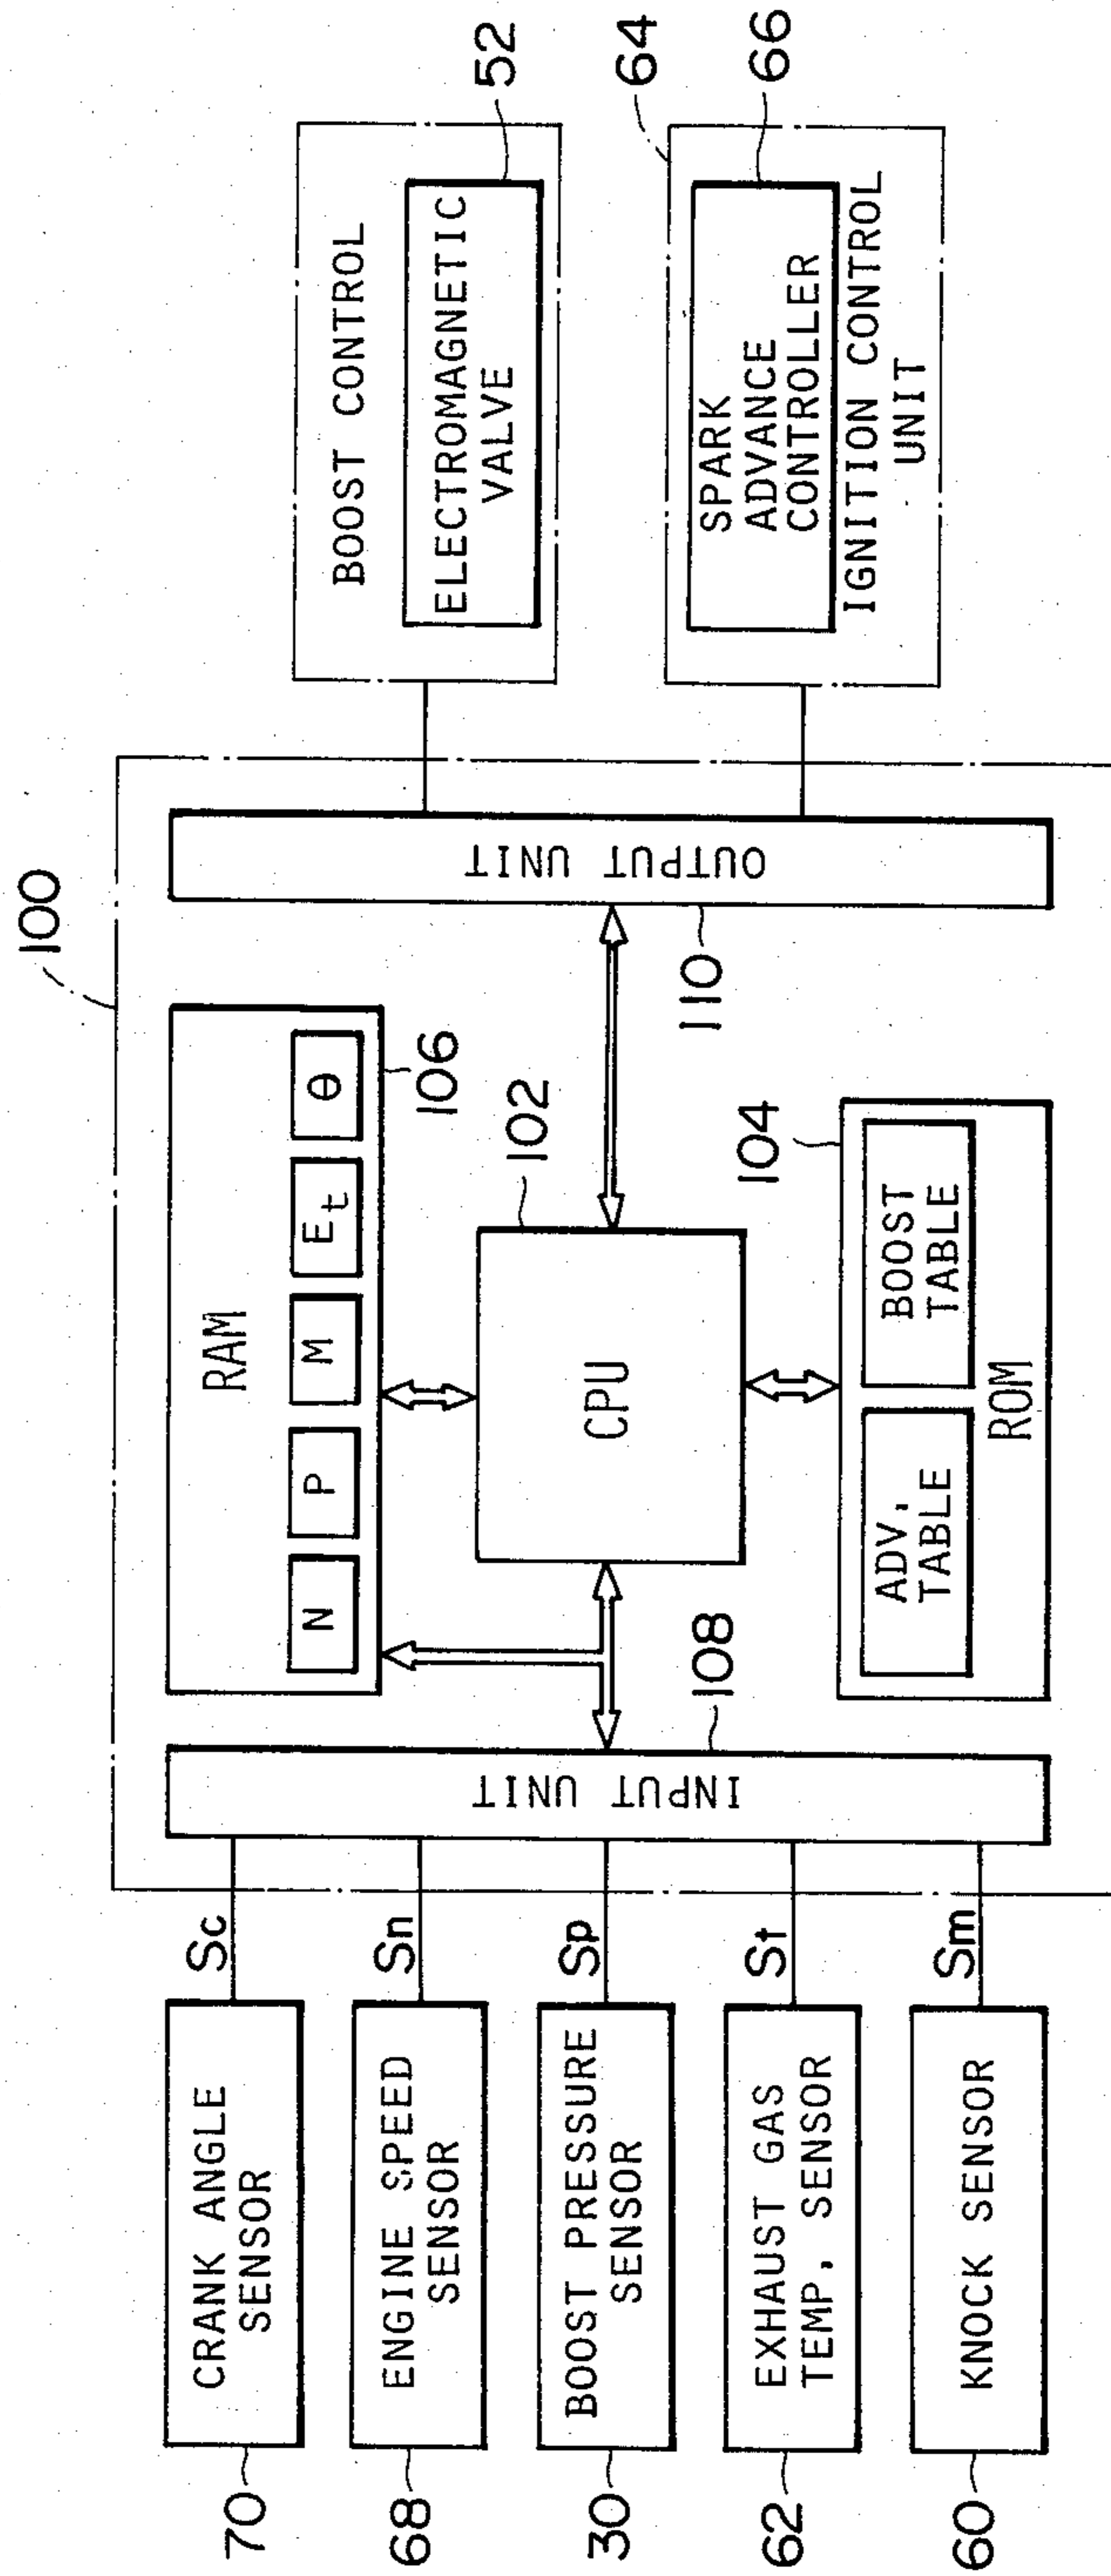 100
70
CRANK ANGLE
SENSOR
Sc
68
ENGINE SPEED
SENSOR
Sn
30
BOOST PRESSURE
SENSOR
Sp
62
EXHAUST GAS
TEMP, SENSOR
St
60
KNOCK SENSOR
Sm
INPUT UNIT
108
RAM
N
P
M
Et
θ
106
CPU
102
104
ADV.
TABLE
BOOST
TABLE
ROM
OUTPUT UNIT
110
BOOST CONTROL
ELECTROMAGNETIC
VALVE
52
64
SPARK
ADVANCE
CONTROLLER
66
IGNITION CONTROL
UNIT